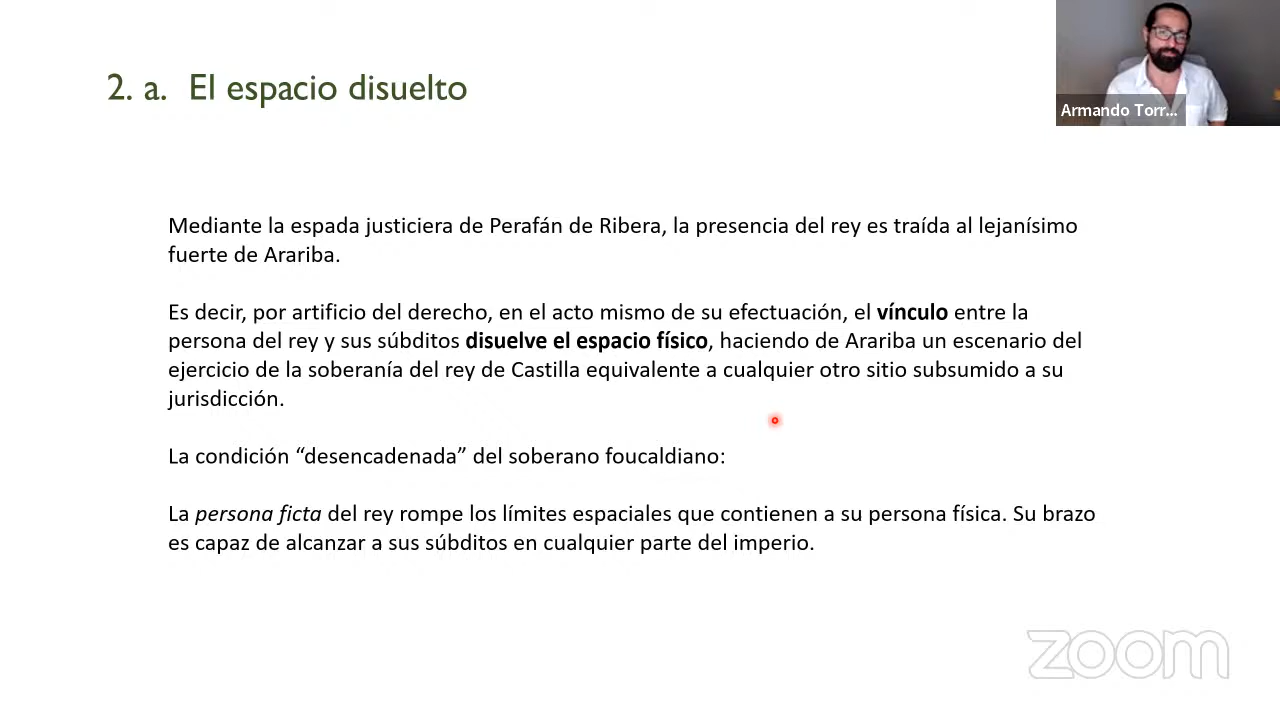 2. a. El espacio disuelto
Armando Torr...
Mediante la espada justiciera de Perafán de Ribera, la presencia del rey es traída al lejanísimo
fuerte de Arariba.
Es decir, por artificio del derecho, en el acto mismo de su efectuación, el vínculo entre la
persona del rey y sus súbditos disuelve el espacio físico, haciendo de Arariba un escenario del
ejercicio de la soberanía del rey de Castilla equivalente a cualquier otro sitio subsumido a su
jurisdicción.
La condición “desencadenada” del soberano foucaldiano:
La persona ficta del rey rompe los límites espaciales que contienen a su persona física. Su brazo
es capaz de alcanzar a sus súbditos en cualquier parte del imperio.
zoom